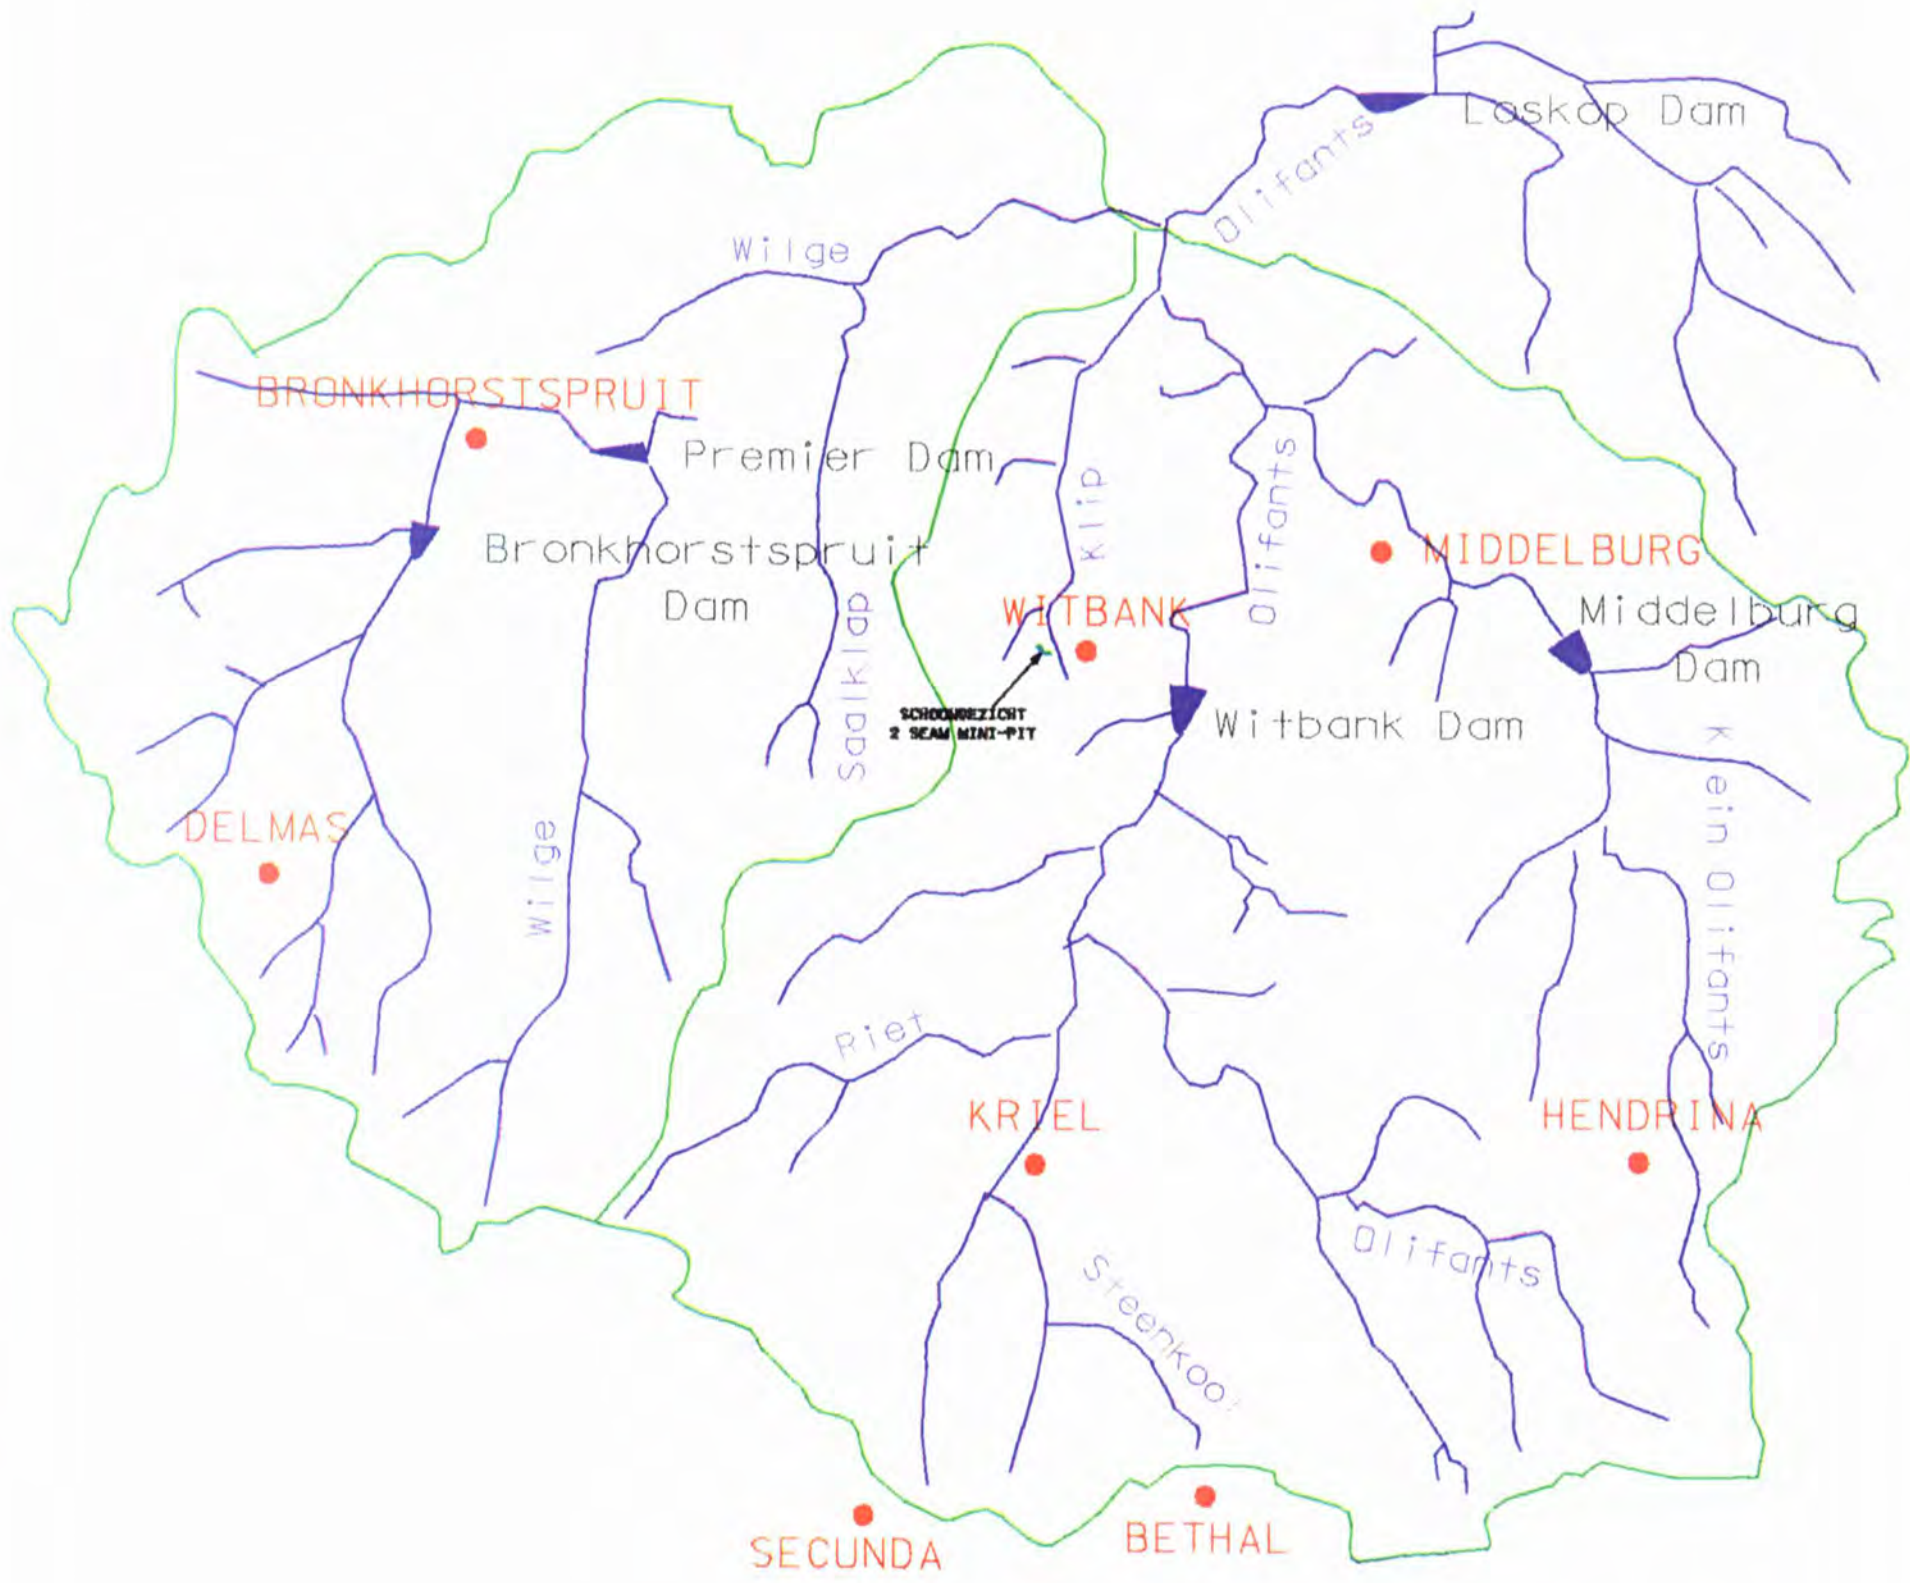 Loskop Dam
Olifants
Wilge
BRONKHORSTSPRUIT
Premier Dam
Klip
Olifants
Bronkhorstspruit
Dam
MIDDELBURG
WITBANK
Middelburg
Dam
Saalklap
SCHOONGEZICHT
2 SEAM MINI-PIT
Witbank Dam
DELMAS
Wilge
Klein Olifants
Riet
KRIEL
HENDRINA
Olifants
Steenkool
SECUNDA
BETHAL